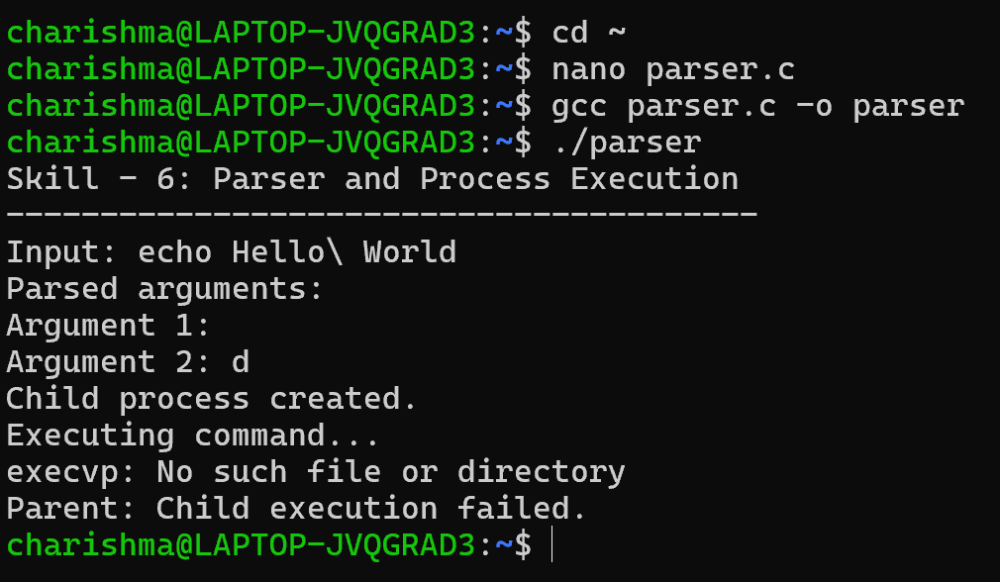 charishma@LAPTOP-JVQGRAD3:~$ cd ~
charishma@LAPTOP-JVQGRAD3:~$ nano parser.c
charishma@LAPTOP-JVQGRAD3:~$ gcc parser.c -o parser
charishma@LAPTOP-JVQGRAD3:~$ ./parser
Skill - 6: Parser and Process Execution
----------------------------------------
Input: echo Hello\ World
Parsed arguments:
Argument 1:
Argument 2: d
Child process created.
Executing command...
execvp: No such file or directory
Parent: Child execution failed.
charishma@LAPTOP-JVQGRAD3:~$